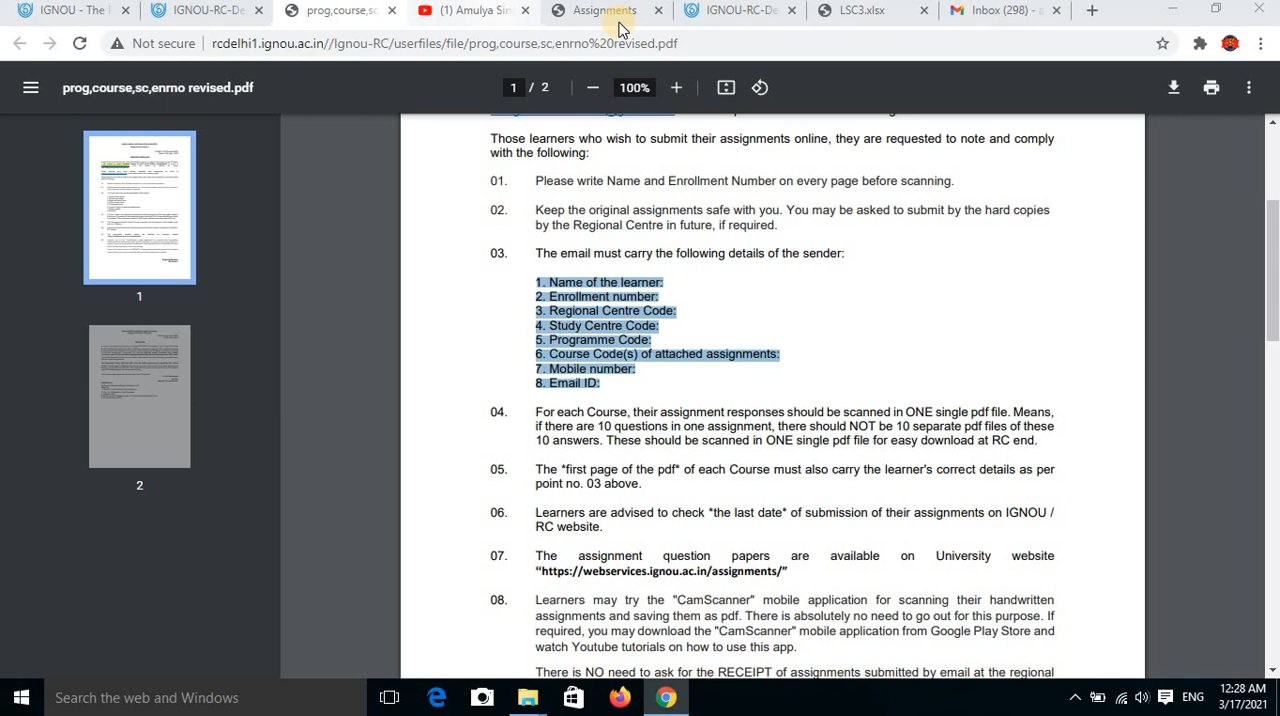 IGNOU - The P
IGNOU-RC-De
prog,course,sc
(1) Amulya Sin
Assignments
IGNOU-RC-De
LSC3.xlsx
Inbox (298) - a
Not secure
rcdelhi1.ignou.ac.in//Ignou-RC/userfiles/file/prog,course,sc,enrno%20revised.pdf
prog,course,sc,enrno revised.pdf
1 / 2
100%
Those learners who wish to submit their assignments online, they are requested to note and comply
with the following:
01. Please write Name and Enrollment Number on every page before scanning.
02. Keep the original assignments safe with you. You may be asked to submit by the hard copies
by the Regional Centre in future, if required.
03. The email must carry the following details of the sender:
1. Name of the learner:
2. Enrollment number:
3. Regional Centre Code:
4. Study Centre Code:
5. Programme Code:
6. Course Code(s) of attached assignments:
7. Mobile number:
8. Email ID:
04. For each Course, their assignment responses should be scanned in ONE single pdf file. Means,
if there are 10 questions in one assignment, there should NOT be 10 separate pdf files of these
10 answers. These should be scanned in ONE single pdf file for easy download at RC end.
05. The *first page of the pdf* of each Course must also carry the learner's correct details as per
point no. 03 above.
06. Learners are advised to check *the last date* of submission of their assignments on IGNOU /
RC website.
07. The assignment question papers are available on University website
“https://webservices.ignou.ac.in/assignments/”
08. Learners may try the "CamScanner" mobile application for scanning their handwritten
assignments and saving them as pdf. There is absolutely no need to go out for this purpose. If
required, you may download the "CamScanner" mobile application from Google Play Store and
watch Youtube tutorials on how to use this app.
There is NO need to ask for the RECEIPT of assignments submitted by email at the regional
1
2
Search the web and Windows
ENG
12:28 AM
3/17/2021